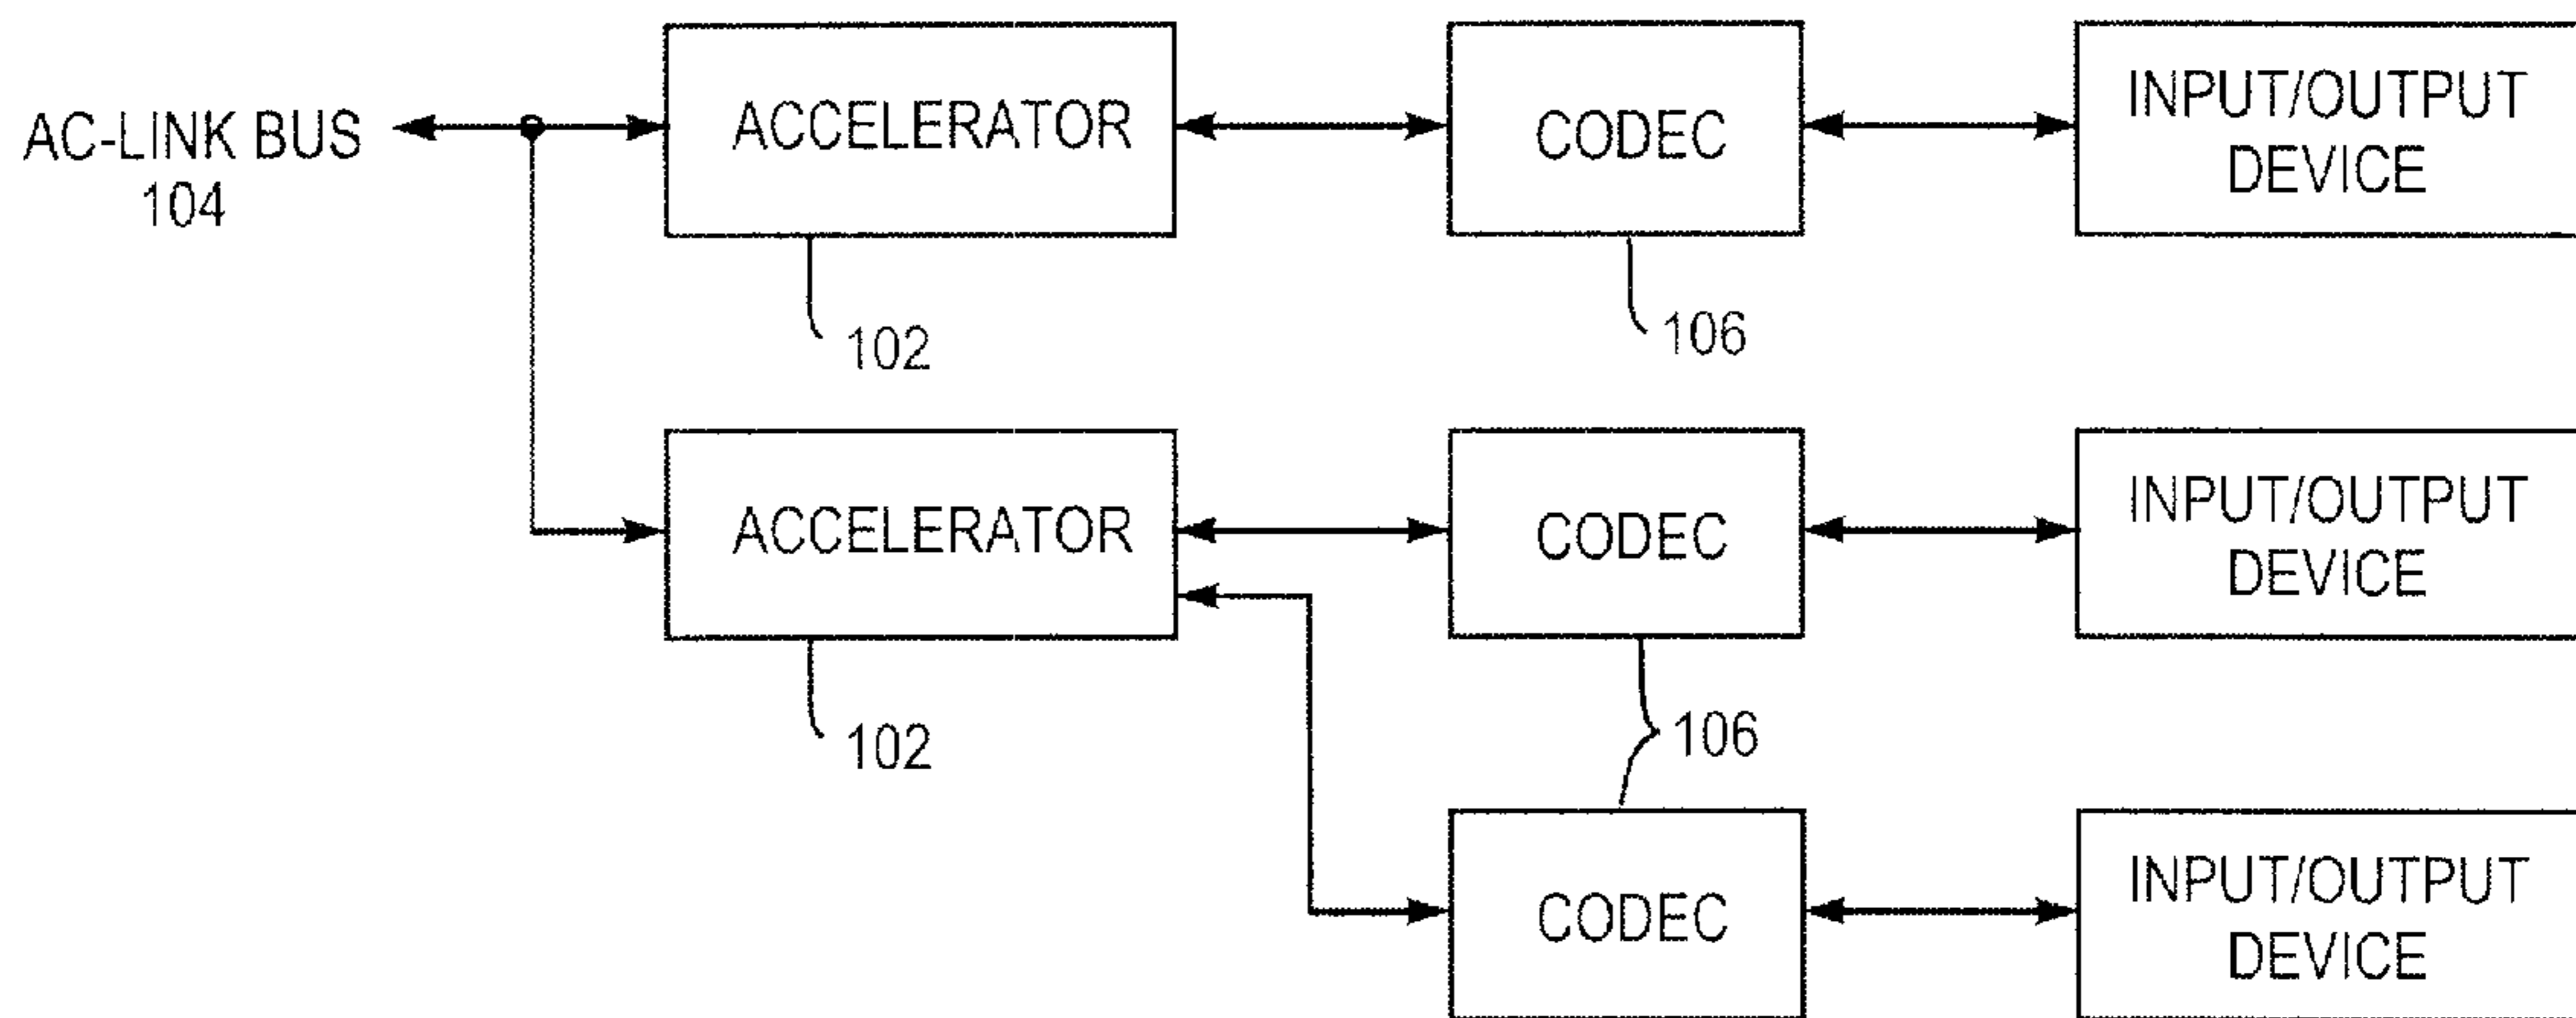 AC-LINK BUS
104
ACCELERATOR
CODEC
INPUT/OUTPUT
DEVICE
102
106
ACCELERATOR
CODEC
INPUT/OUTPUT
DEVICE
102
106
CODEC
INPUT/OUTPUT
DEVICE